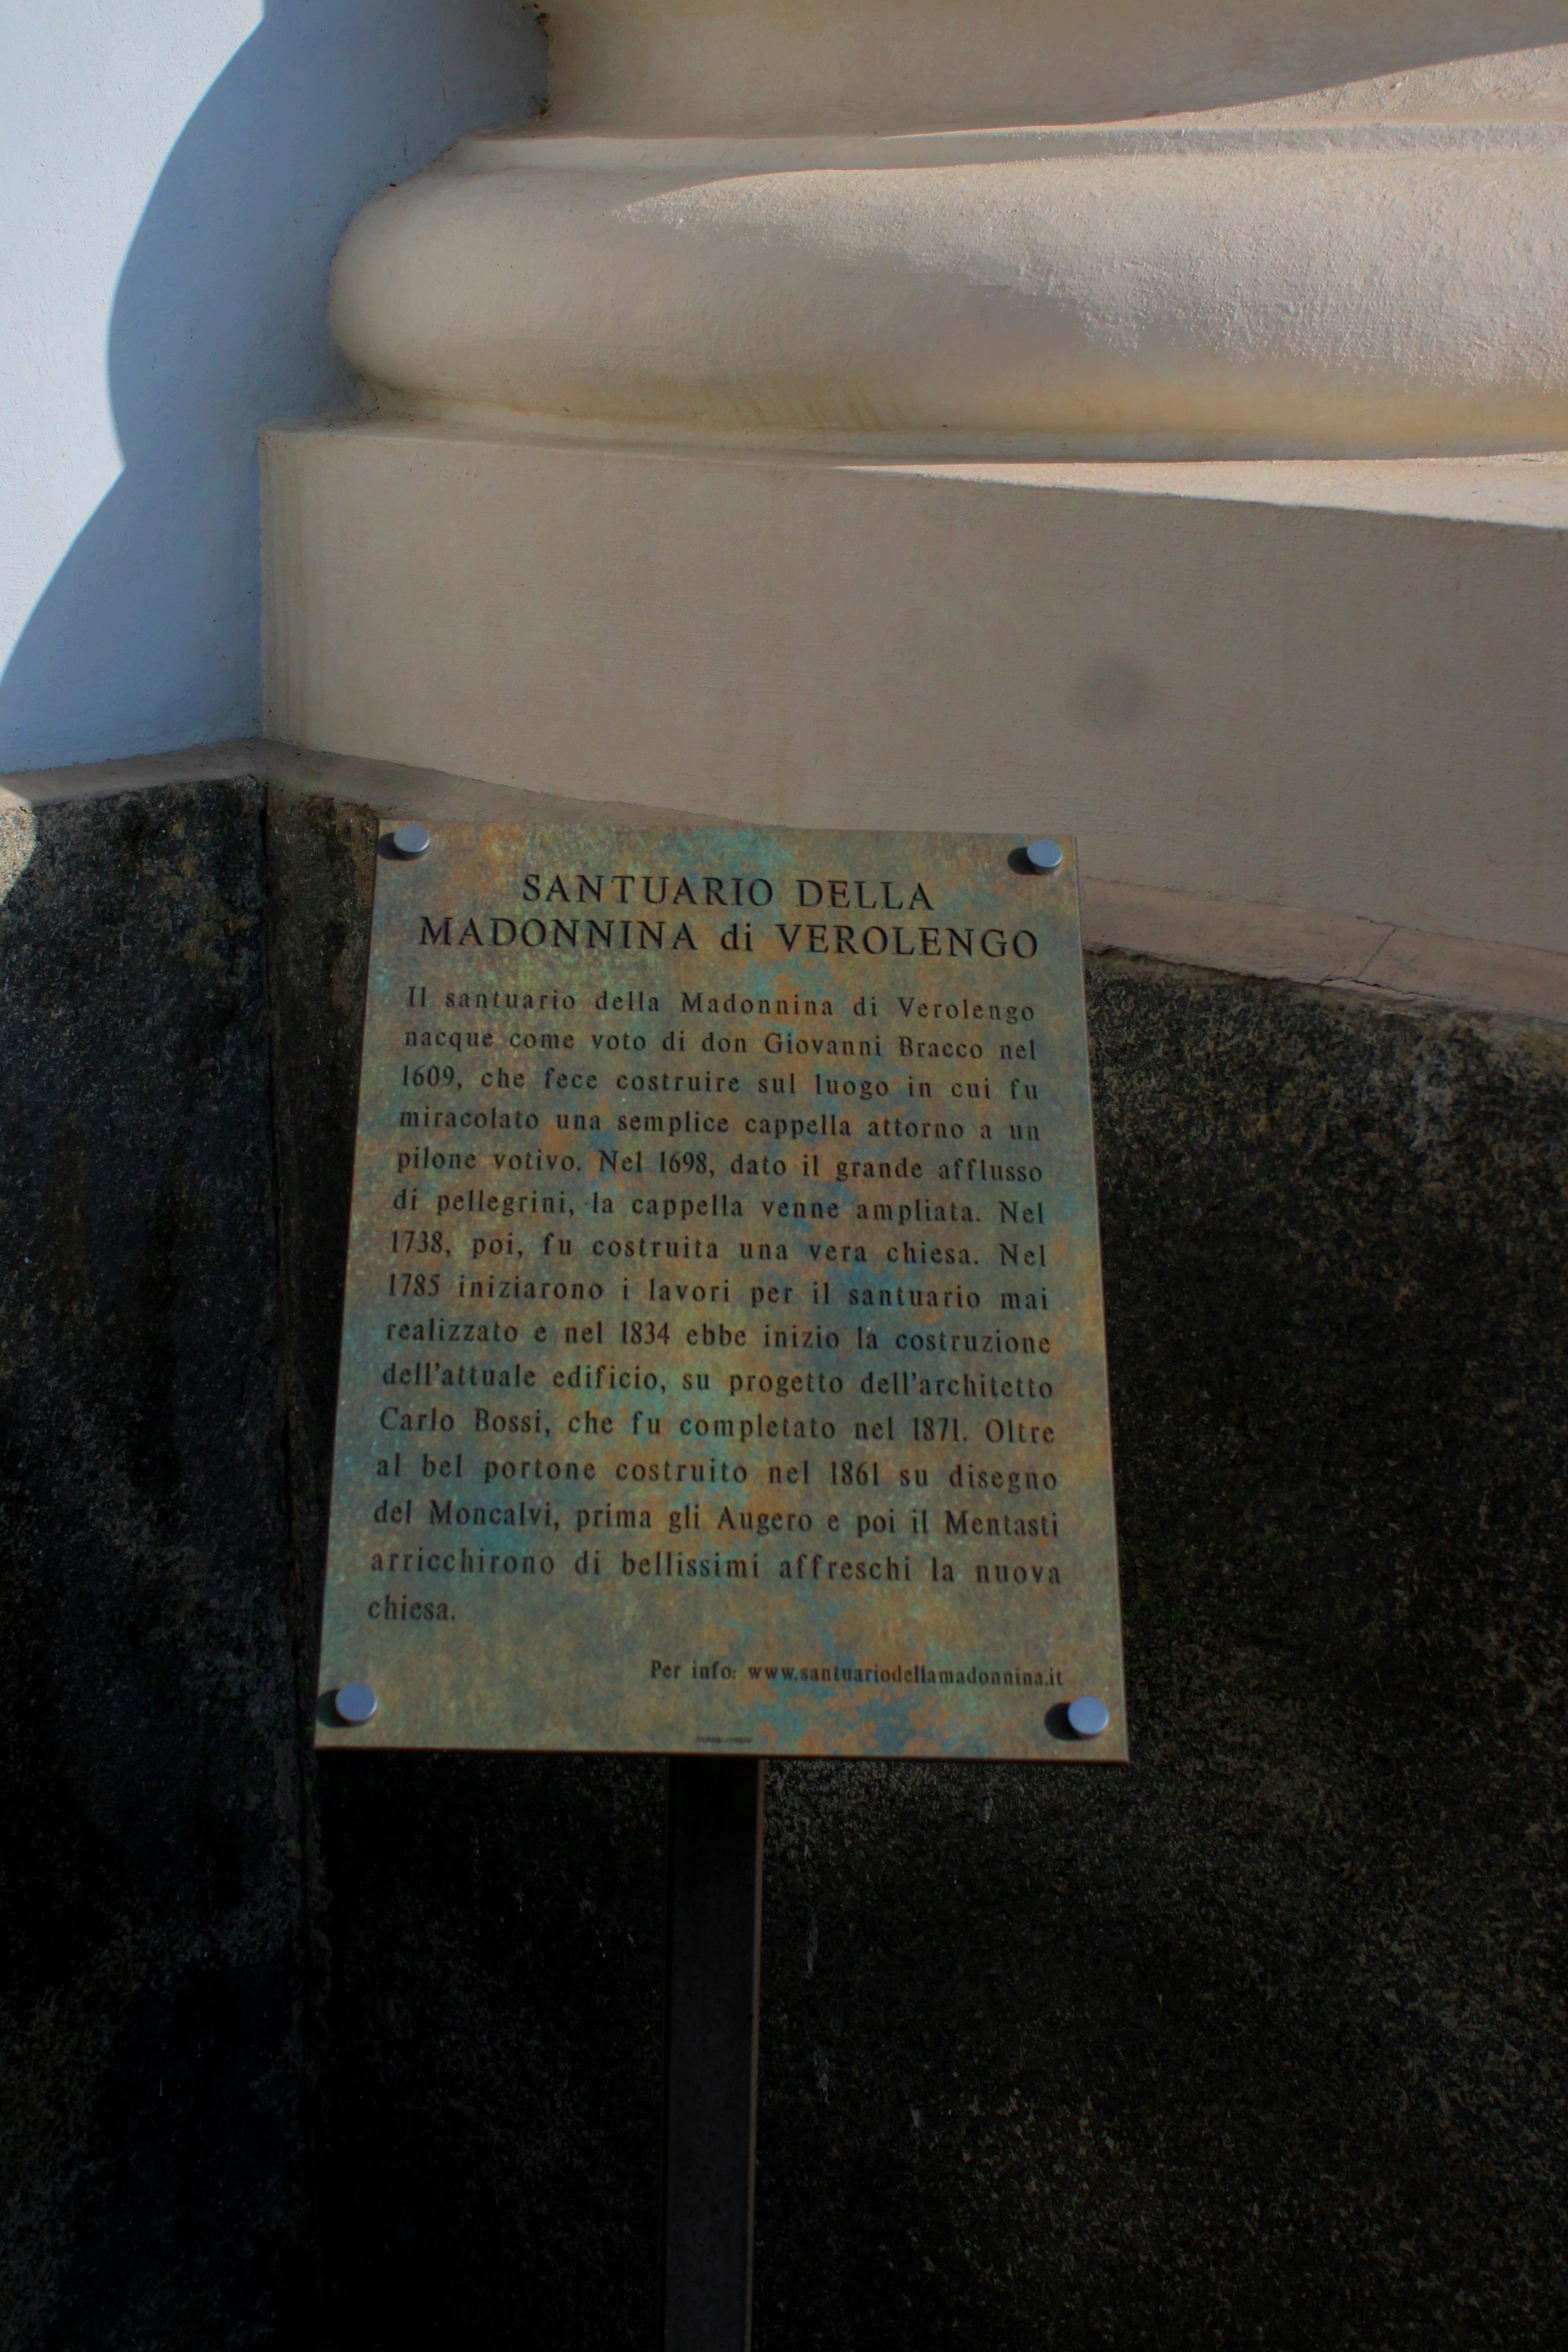 SANTUARIO DELLA
MADONNINA di VEROLENGO
Il santuario della Madonnina di Verolengo
nacque come voto di don Giovanni Bracco nel
1609, che fece costruire sul luogo in cui fu
miracolato una semplice cappella attorno a un
pilone votivo. Nel 1698, dato il grande afflusso
di pellegrini, la cappella venne ampliata. Nel
1738, poi, fu costruita una vera chiesa. Nel
1785 iniziarono i lavori per il santuario mai
realizzato e nel 1834 ebbe inizio la costruzione
dell'attuale edificio, su progetto dell'architetto
Carlo Bossi, che fu completato nel 1871. Oltre
al bel portone costruito nel 1861 su disegno
del Moncalvi, prima gli Augero e poi il Mentasti
arricchirono di bellissimi affreschi la nuova
chiesa.
Per info: www.santuariodellamadonnina.it